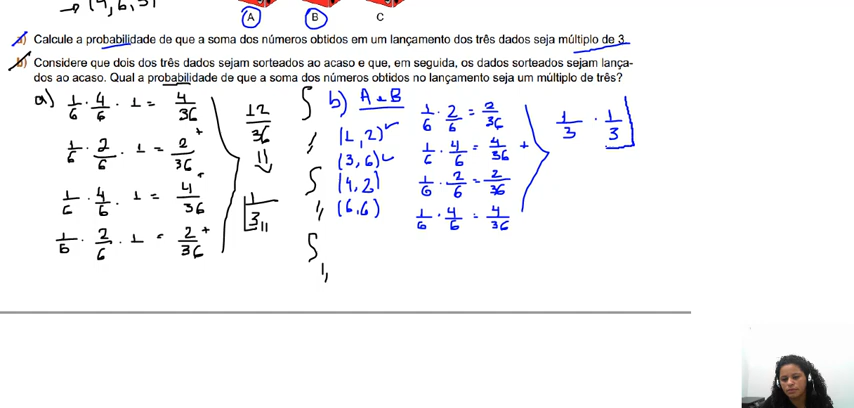 → (4, 6, 5)
A B C
a) Calcule a probabilidade de que a soma dos números obtidos em um lançamento dos três dados seja múltiplo de 3.
b) Considere que dois dos três dados sejam sorteados ao acaso e que, em seguida, os dados sorteados sejam lança-
dos ao acaso. Qual a probabilidade de que a soma dos números obtidos no lançamento seja um múltiplo de três?
a) 1/6 · 4/6 · 1 = 4/36 +
1/6 · 2/6 · 1 = 2/36
1/6 · 4/6 · 1 = 4/36
1/6 · 2/6 · 1 = 2/36 +
12/36
1/3
b) A e B
(1, 2) ✓
(3, 6) ✓
(4, 2)
(6, 6)
1/6 · 2/6 = 2/36
1/6 · 4/6 = 4/36 +
1/6 · 2/6 = 2/36
1/6 · 4/6 = 4/36
1/3 · 1/3